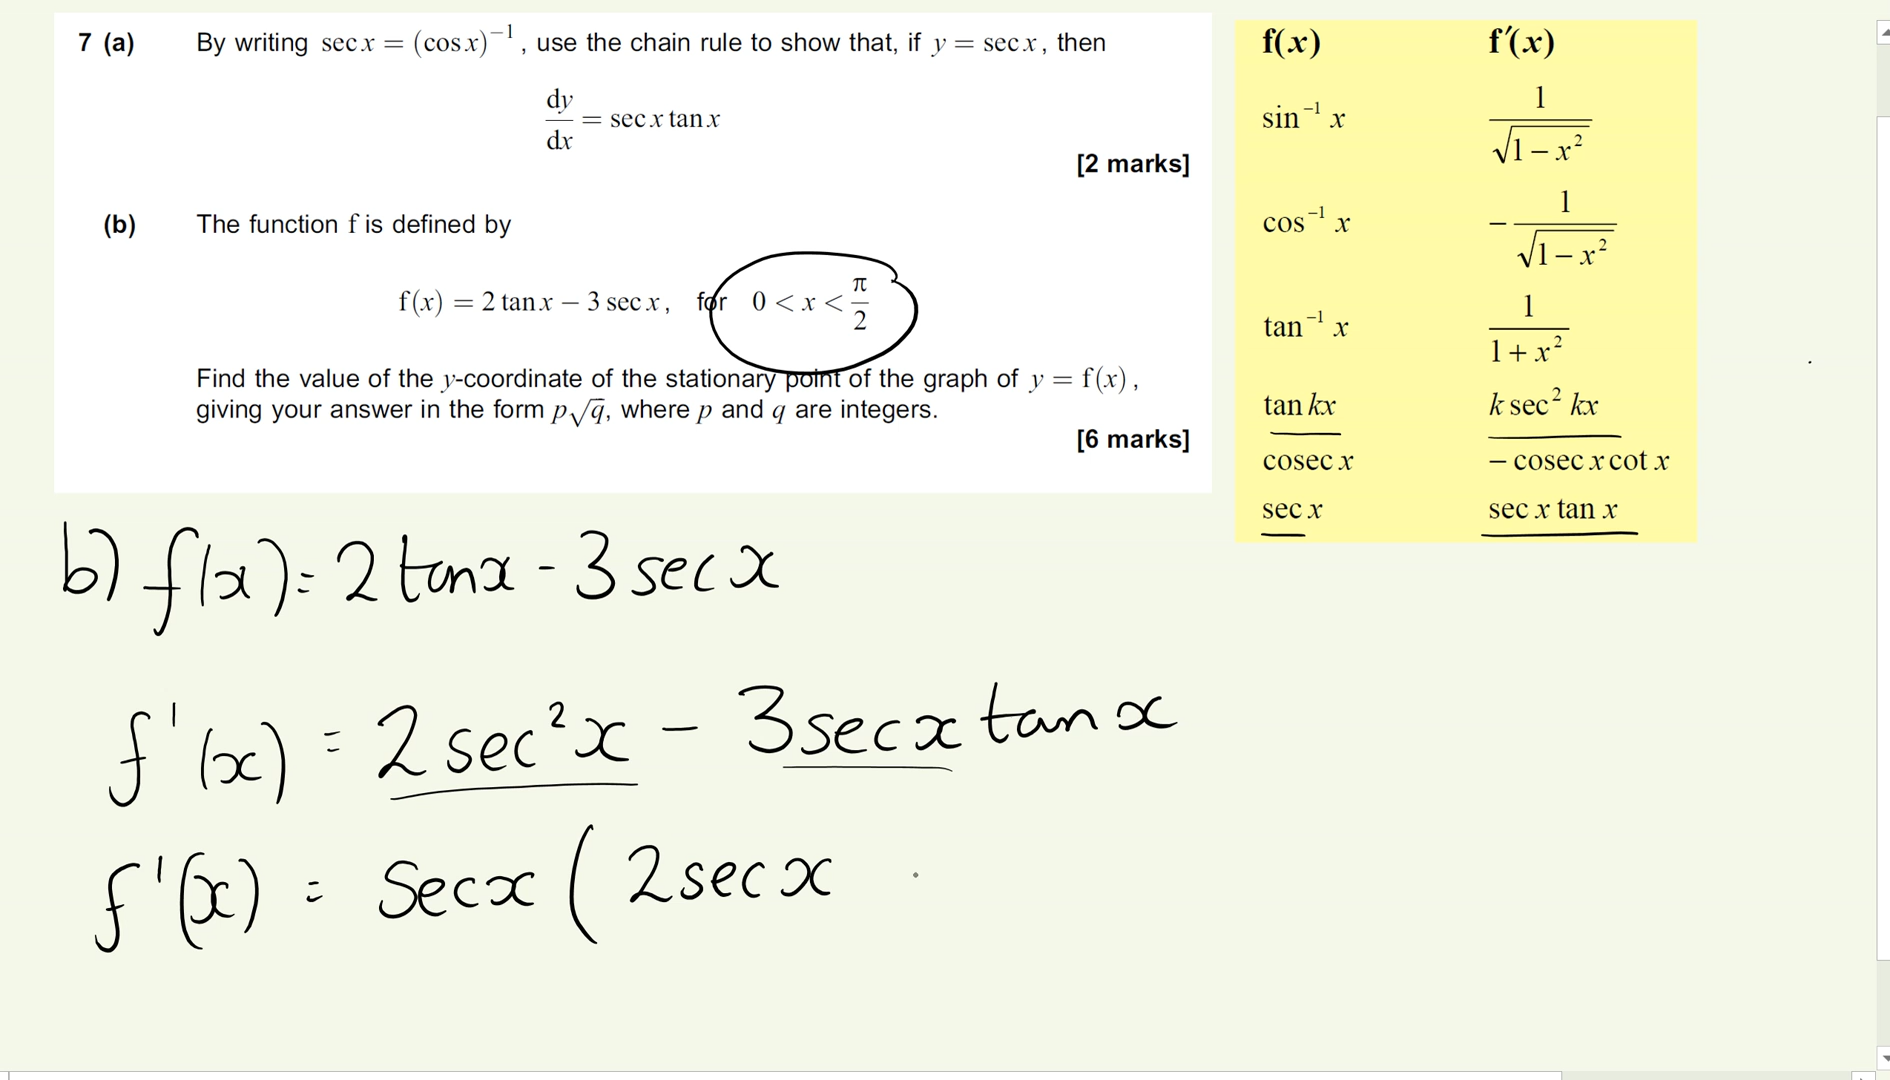 7 (a) By writing sec x = (cos x)⁻¹, use the chain rule to show that, if y = sec x, then
dy/dx = sec x tan x
[2 marks]
(b) The function f is defined by
f(x) = 2 tan x − 3 sec x, for 0 < x < π/2
Find the value of the y-coordinate of the stationary point of the graph of y = f(x),
giving your answer in the form p√q, where p and q are integers.
[6 marks]
f(x) f′(x)
sin⁻¹ x 1/√(1 − x²)
cos⁻¹ x −1/√(1 − x²)
tan⁻¹ x 1/(1 + x²)
tan kx k sec² kx
cosec x − cosec x cot x
sec x sec x tan x
b) f(x) = 2 tan x - 3 sec x
f'(x) = 2 sec² x − 3 sec x tan x
f'(x) = Sec x ( 2 sec x